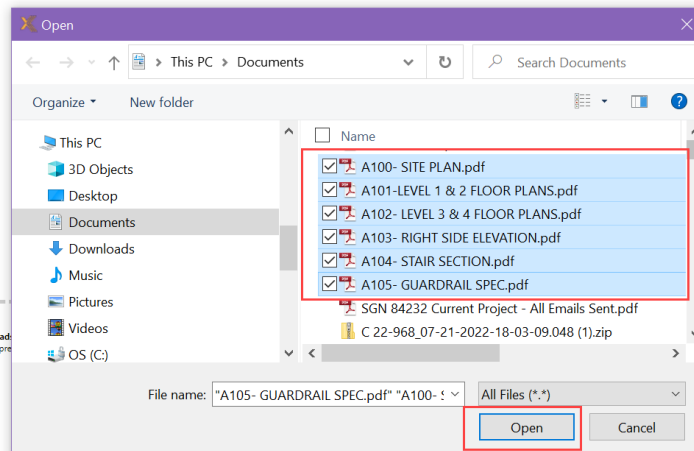 Open
This PC > Documents
Search Documents
Organize
New folder
?
This PC
3D Objects
Desktop
Documents
Downloads
Music
Pictures
Videos
OS (C:)
Name
A100- SITE PLAN.pdf
A101-LEVEL 1 & 2 FLOOR PLANS.pdf
A102- LEVEL 3 & 4 FLOOR PLANS.pdf
A103- RIGHT SIDE ELEVATION.pdf
A104- STAIR SECTION.pdf
A105- GUARDRAIL SPEC.pdf
SGN 84232 Current Project - All Emails Sent.pdf
C 22-968_07-21-2022-18-03-09.048 (1).zip
File name:
"A105- GUARDRAIL SPEC.pdf" "A100-
All Files (*.*)
Open
Cancel